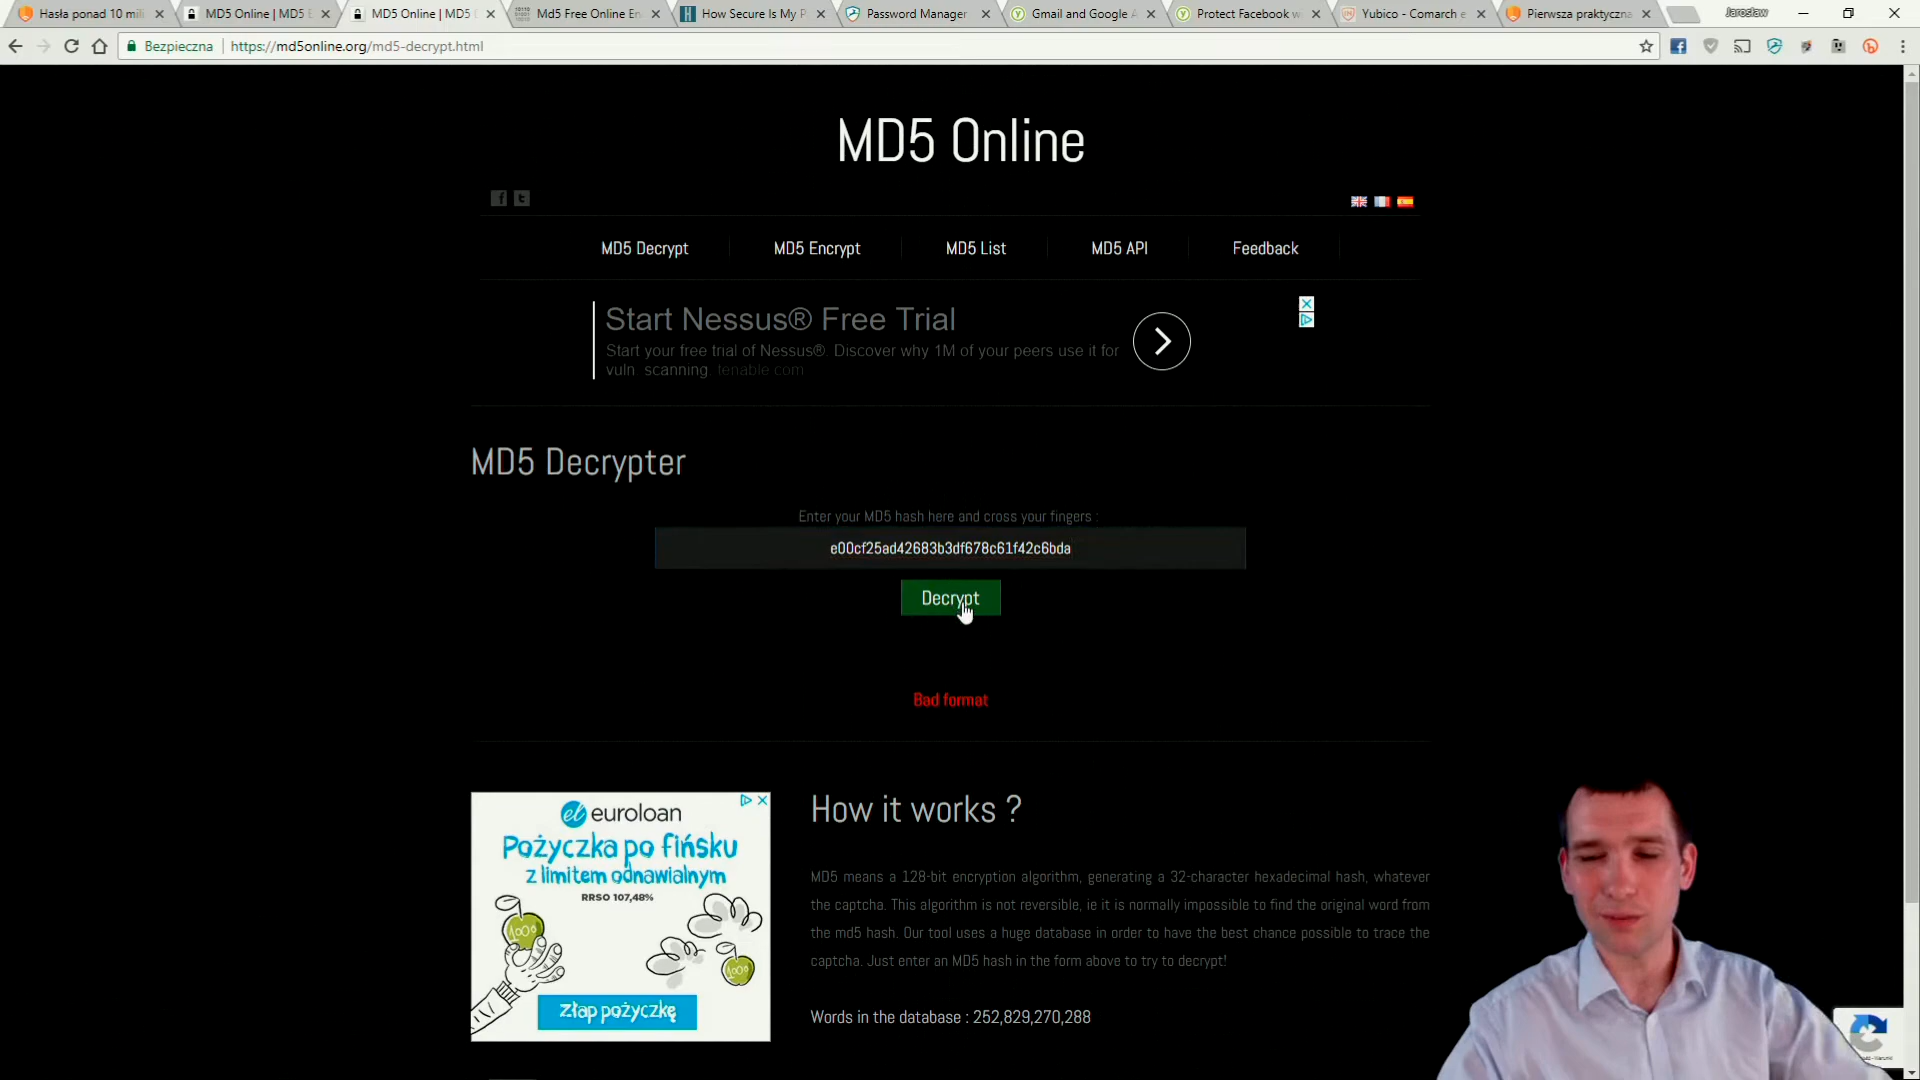 Hasła ponad 10 mili
MD5 Online | MD5 E
MD5 Online | MD5
Md5 Free Online En
How Secure Is My P
Password Manager
Gmail and Google A
Protect Facebook w
Yubico - Comarch e
Pierwsza praktyczna
Jarosław
Bezpieczna
https://md5online.org/md5-decrypt.html
MD5 Online
MD5 Decrypt
MD5 Encrypt
MD5 List
MD5 API
Feedback
Start Nessus® Free Trial
Start your free trial of Nessus®. Discover why 1M of your peers use it for
vuln. scanning. tenable.com
MD5 Decrypter
Enter your MD5 hash here and cross your fingers :
e00cf25ad42683b3df678c61f42c6bda
Decrypt
Bad format
euroloan
Pożyczka po fińsku
z limitem odnawialnym
RRSO 107,48%
100%
100%
Złap pożyczkę
How it works ?
MD5 means a 128-bit encryption algorithm, generating a 32-character hexadecimal hash, whatever
the captcha. This algorithm is not reversible, ie it is normally impossible to find the original word from
the md5 hash. Our tool uses a huge database in order to have the best chance possible to trace the
captcha. Just enter an MD5 hash in the form above to try to decrypt!
Words in the database : 252,829,270,288